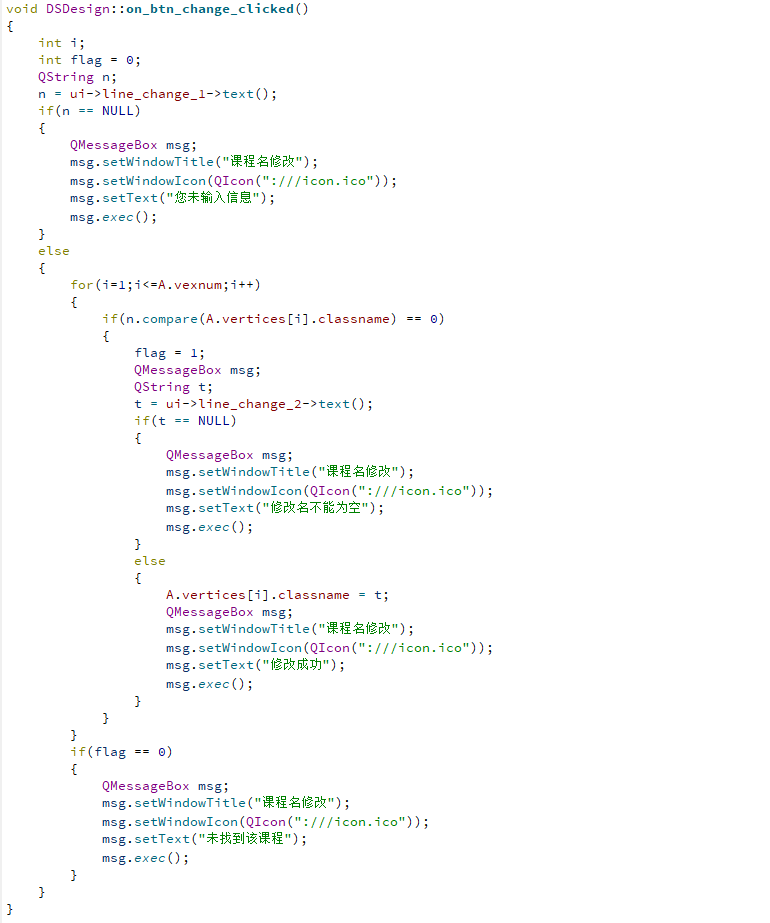 void DSDesign::on_btn_change_clicked()
{
    int i;
    int flag = 0;
    QString n;
    n = ui->line_change_1->text();
    if(n == NULL)
    {
        QMessageBox msg;
        msg.setWindowTitle("课程名修改");
        msg.setWindowIcon(QIcon(":///icon.ico"));
        msg.setText("您未输入信息");
        msg.exec();
    }
    else
    {
        for(i=1;i<=A.vexnum;i++)
        {
            if(n.compare(A.vertices[i].classname) == 0)
            {
                flag = 1;
                QMessageBox msg;
                QString t;
                t = ui->line_change_2->text();
                if(t == NULL)
                {
                    QMessageBox msg;
                    msg.setWindowTitle("课程名修改");
                    msg.setWindowIcon(QIcon(":///icon.ico"));
                    msg.setText("修改名不能为空");
                    msg.exec();
                }
                else
                {
                    A.vertices[i].classname = t;
                    QMessageBox msg;
                    msg.setWindowTitle("课程名修改");
                    msg.setWindowIcon(QIcon(":///icon.ico"));
                    msg.setText("修改成功");
                    msg.exec();
                }
            }
        }
        if(flag == 0)
        {
            QMessageBox msg;
            msg.setWindowTitle("课程名修改");
            msg.setWindowIcon(QIcon(":///icon.ico"));
            msg.setText("未找到该课程");
            msg.exec();
        }
    }
}